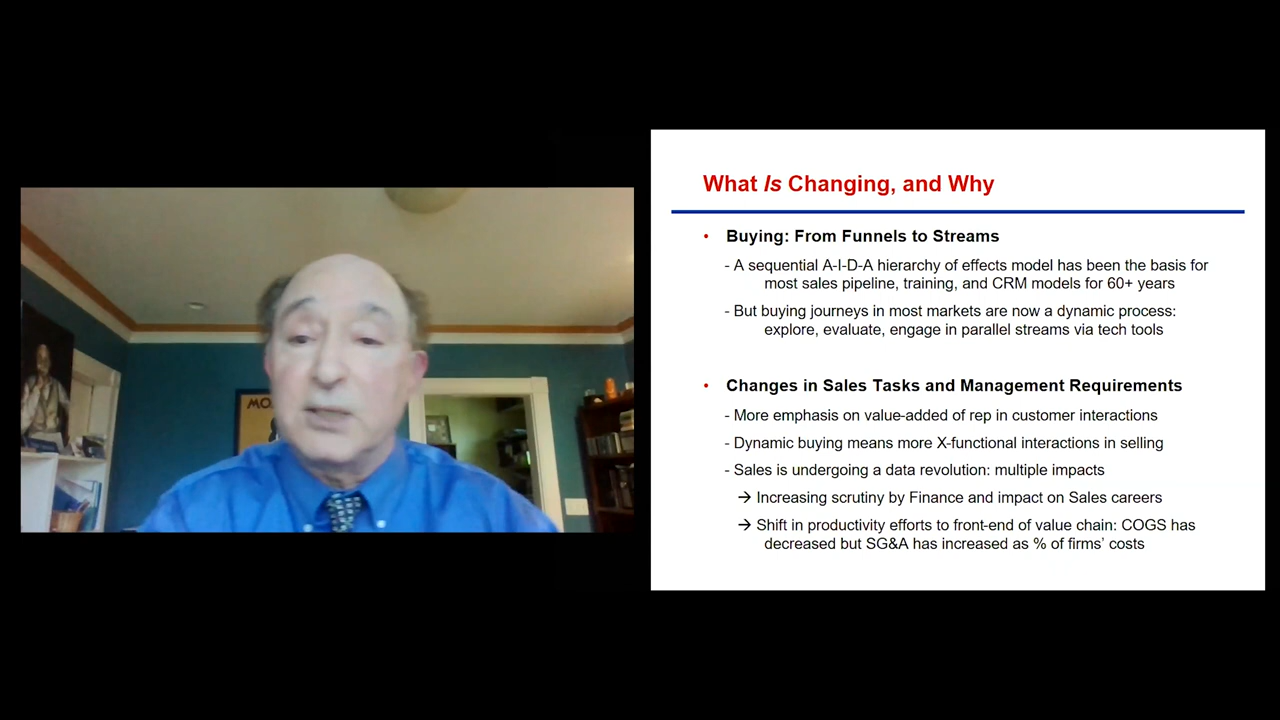 MO
What Is Changing, and Why
• Buying: From Funnels to Streams
- A sequential A-I-D-A hierarchy of effects model has been the basis for
most sales pipeline, training, and CRM models for 60+ years
- But buying journeys in most markets are now a dynamic process:
explore, evaluate, engage in parallel streams via tech tools
• Changes in Sales Tasks and Management Requirements
- More emphasis on value-added of rep in customer interactions
- Dynamic buying means more X-functional interactions in selling
- Sales is undergoing a data revolution: multiple impacts
→ Increasing scrutiny by Finance and impact on Sales careers
→ Shift in productivity efforts to front-end of value chain: COGS has
decreased but SG&A has increased as % of firms’ costs